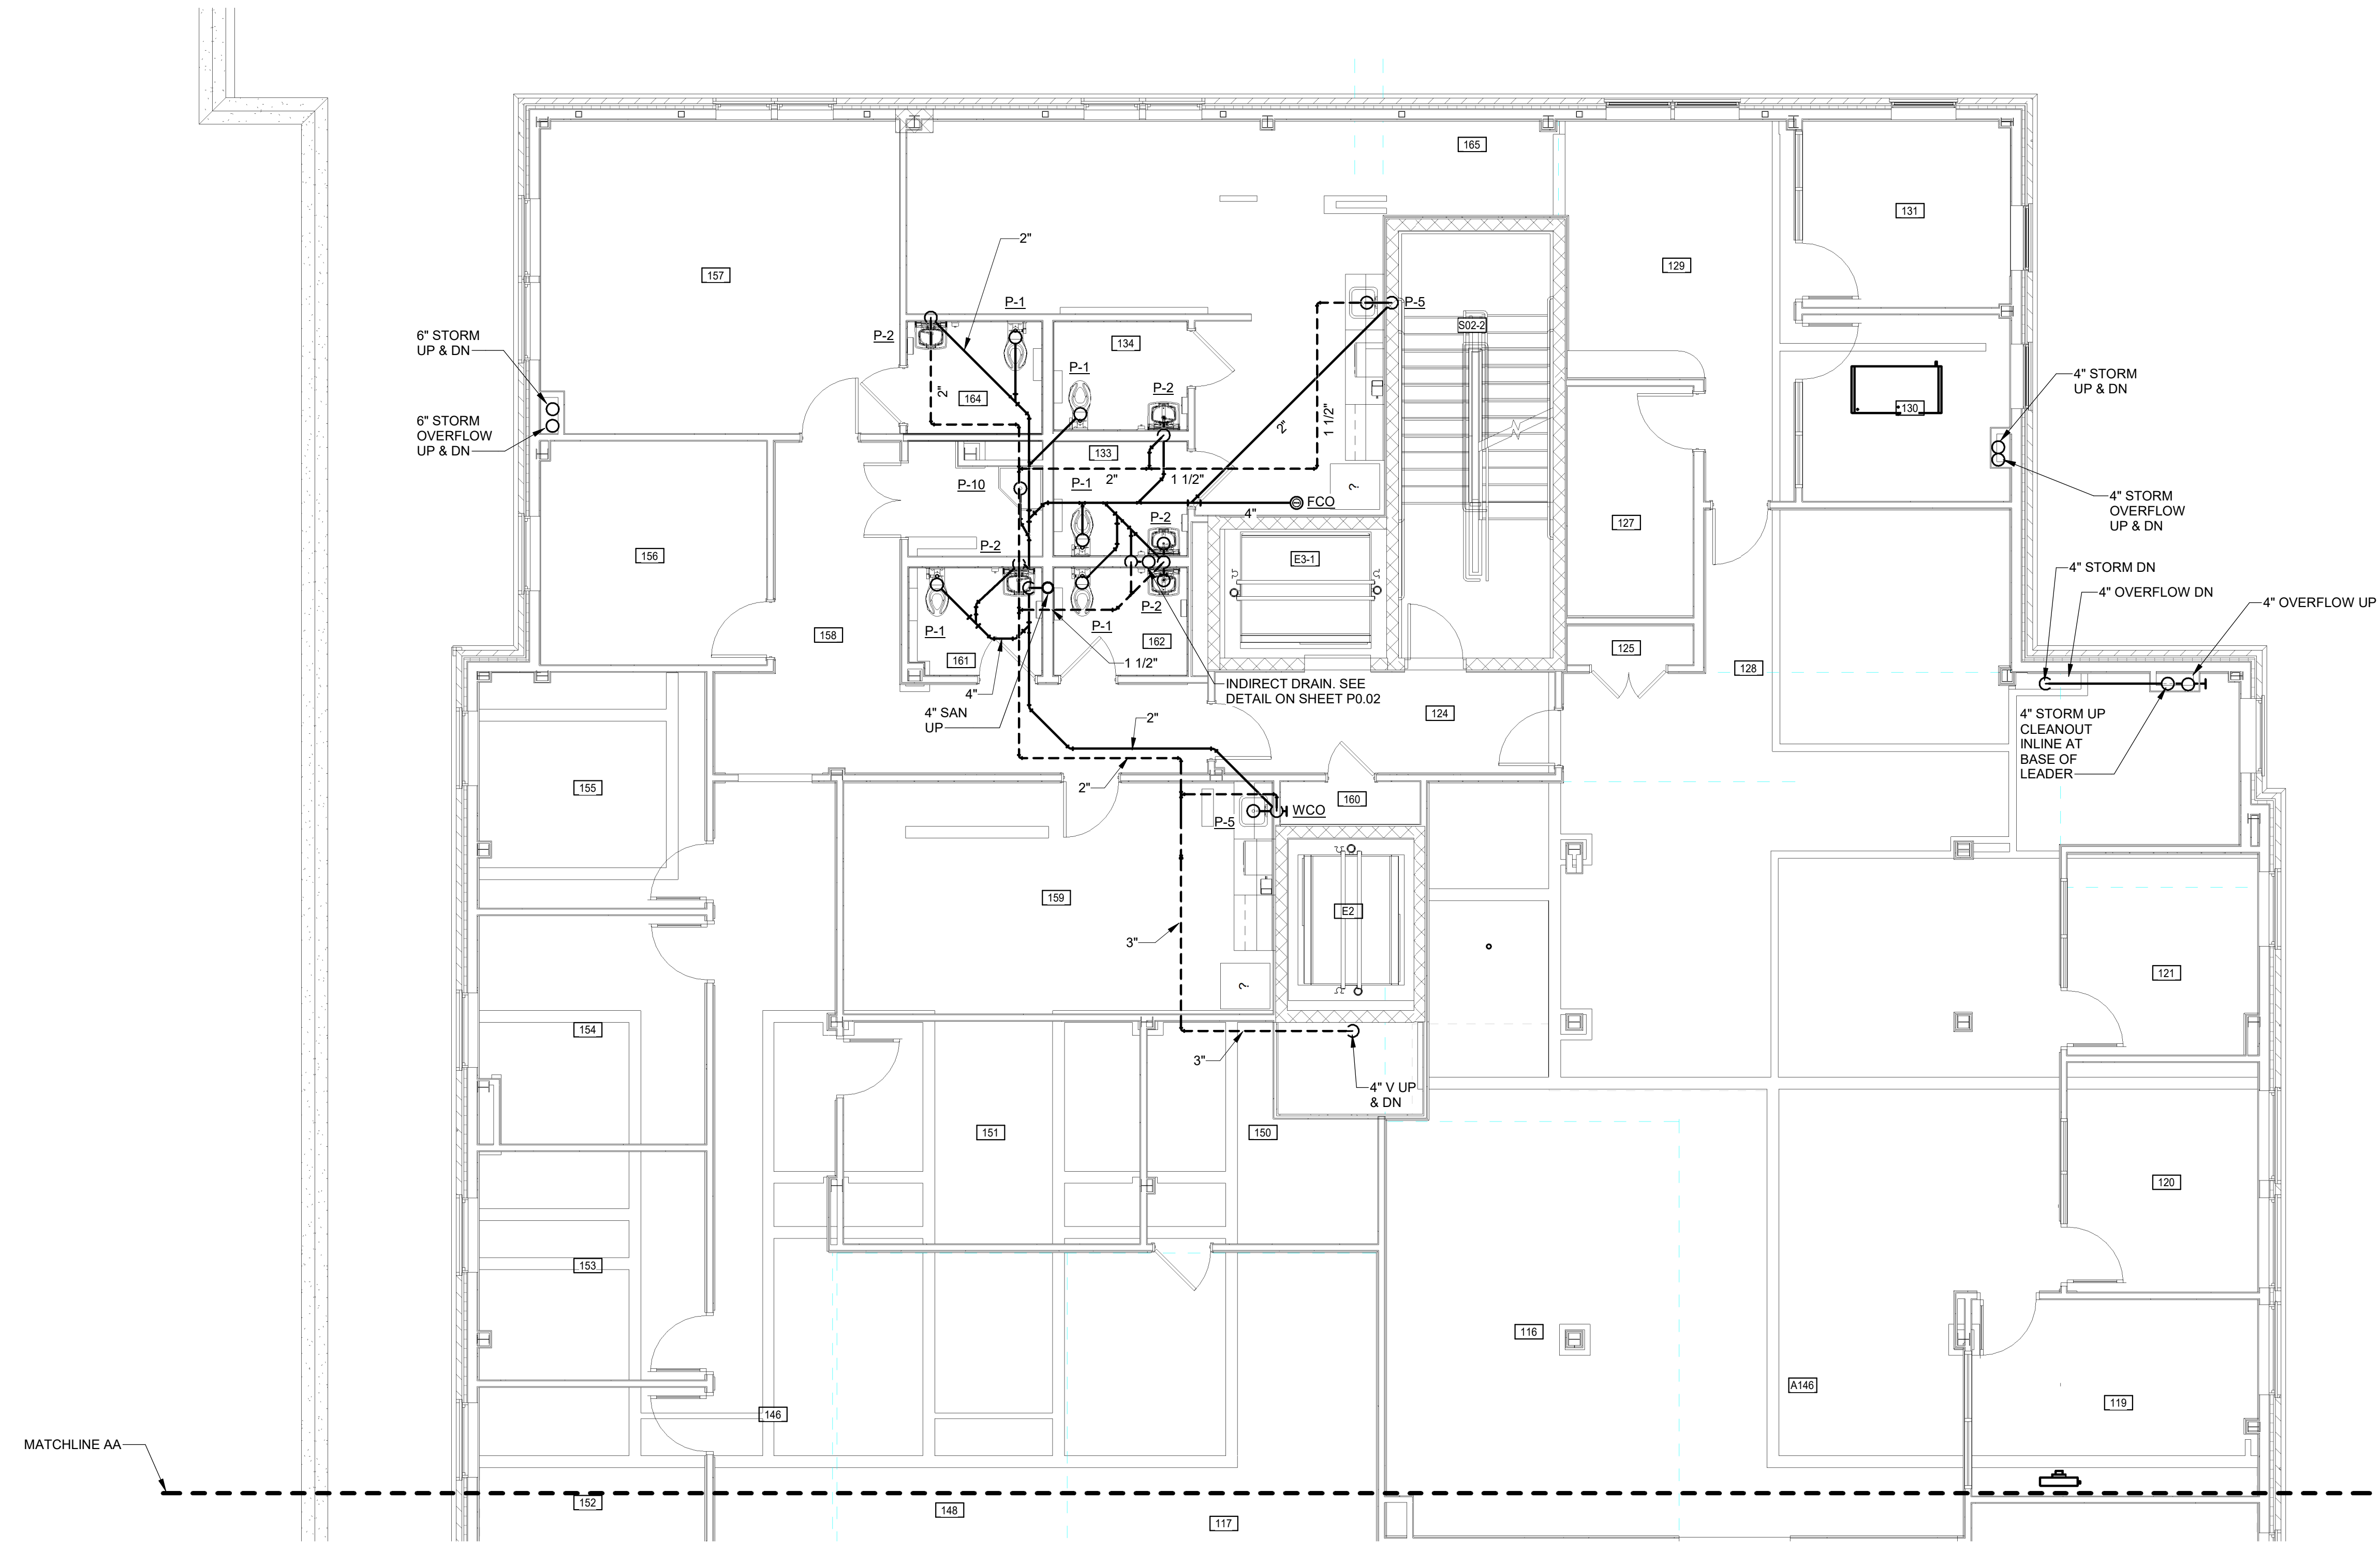 165
131
2"
157
129
P-1
P-5
6" STORM
UP & DN
P-2
S02-2
134
P-1
4" STORM
UP & DN
2"
164
P-2
130
6" STORM
OVERFLOW
UP & DN
2"
1 1/2"
133
P-10
P-1
2"
1 1/2"
?
4" STORM
OVERFLOW
UP & DN
FCO
4"
P-2
127
P-2
156
E3-1
4" STORM DN
4" OVERFLOW DN
4" OVERFLOW UP
P-2
P-1
P-1
158
162
161
1 1/2"
125
128
INDIRECT DRAIN. SEE
DETAIL ON SHEET P0.02
4"
4" SAN
UP
2"
124
4" STORM UP
CLEANOUT
INLINE AT
BASE OF
LEADER
155
2"
160
P-5
WCO
159
E2
3"
121
?
154
3"
4" V UP
& DN
151
150
120
153
116
A146
119
146
MATCHLINE AA
152
148
117